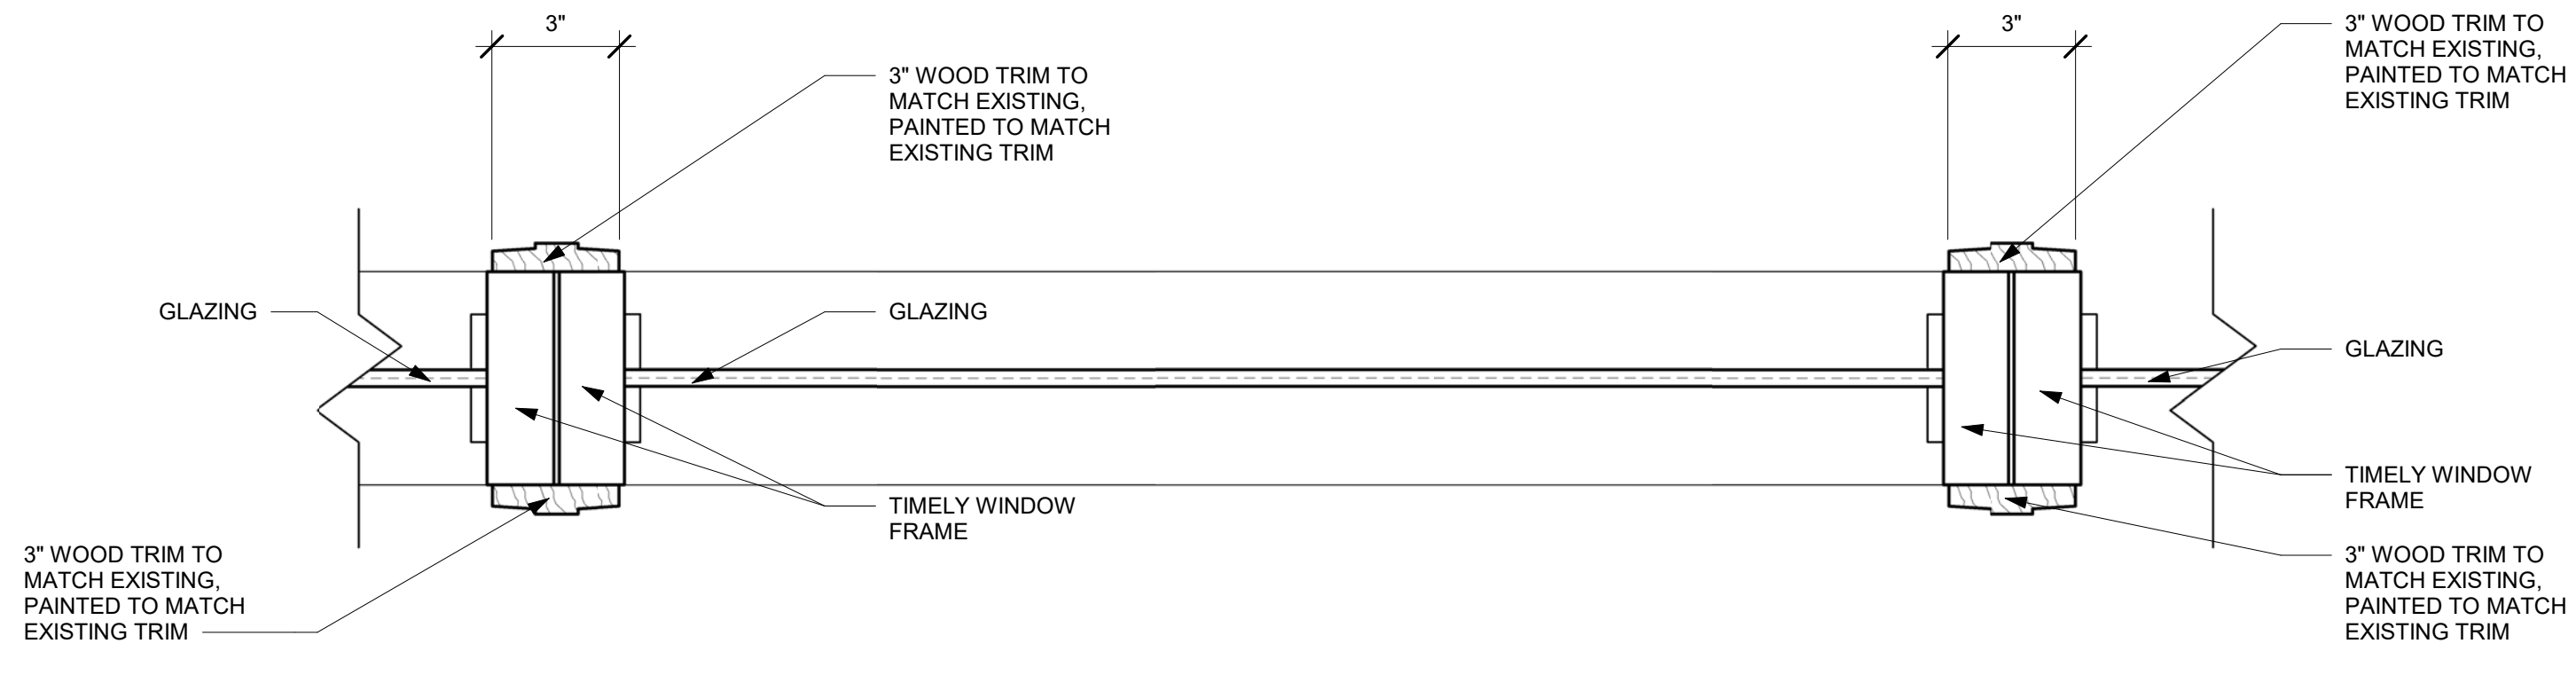 3"
3" WOOD TRIM TO
MATCH EXISTING,
PAINTED TO MATCH
EXISTING TRIM
3"
3" WOOD TRIM TO
MATCH EXISTING,
PAINTED TO MATCH
EXISTING TRIM
GLAZING
GLAZING
GLAZING
TIMELY WINDOW
FRAME
TIMELY WINDOW
FRAME
3" WOOD TRIM TO
MATCH EXISTING,
PAINTED TO MATCH
EXISTING TRIM
3" WOOD TRIM TO
MATCH EXISTING,
PAINTED TO MATCH
EXISTING TRIM